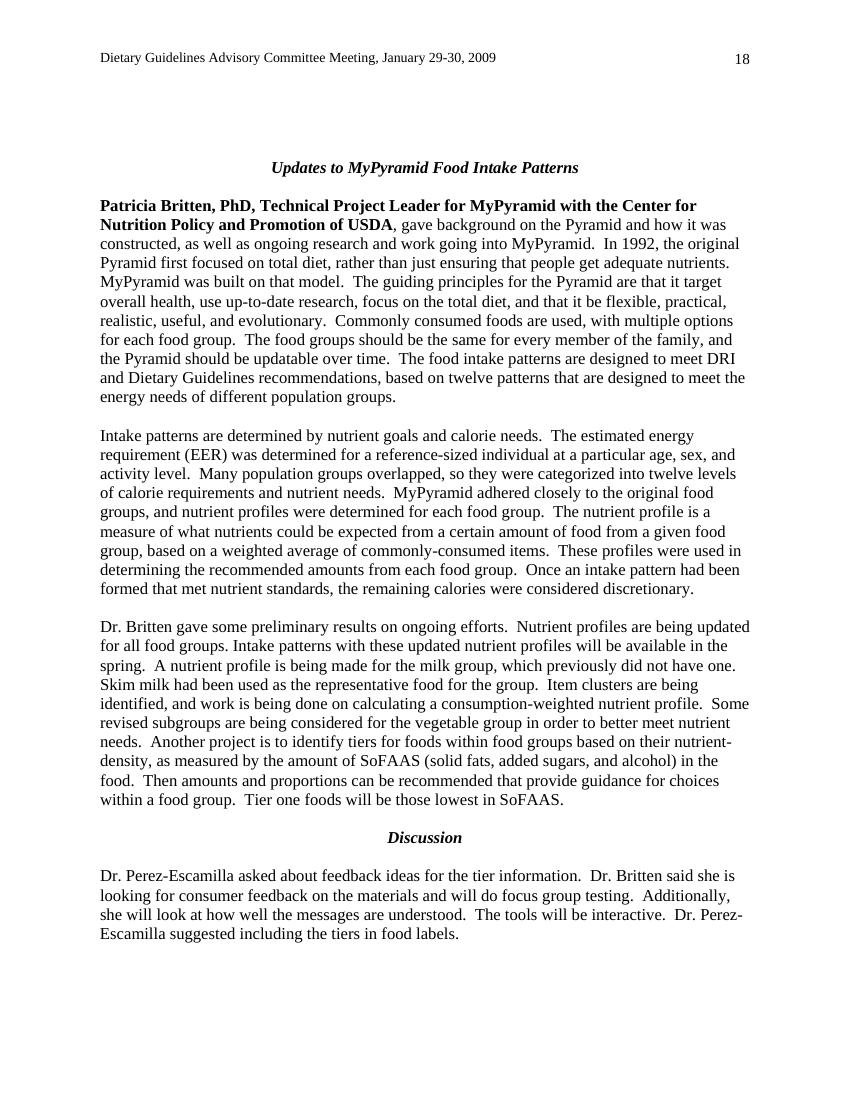 Dietary Guidelines Advisory Committee Meeting, January 29-30, 2009 18
Updates to MyPyramid Food Intake Patterns
Patricia Britten, PhD, Technical Project Leader for MyPyramid with the Center for
Nutrition Policy and Promotion of USDA, gave background on the Pyramid and how it was
constructed, as well as ongoing research and work going into MyPyramid.  In 1992, the original
Pyramid first focused on total diet, rather than just ensuring that people get adequate nutrients.
MyPyramid was built on that model.  The guiding principles for the Pyramid are that it target
overall health, use up-to-date research, focus on the total diet, and that it be flexible, practical,
realistic, useful, and evolutionary.  Commonly consumed foods are used, with multiple options
for each food group.  The food groups should be the same for every member of the family, and
the Pyramid should be updatable over time.  The food intake patterns are designed to meet DRI
and Dietary Guidelines recommendations, based on twelve patterns that are designed to meet the
energy needs of different population groups.
Intake patterns are determined by nutrient goals and calorie needs.  The estimated energy
requirement (EER) was determined for a reference-sized individual at a particular age, sex, and
activity level.  Many population groups overlapped, so they were categorized into twelve levels
of calorie requirements and nutrient needs.  MyPyramid adhered closely to the original food
groups, and nutrient profiles were determined for each food group.  The nutrient profile is a
measure of what nutrients could be expected from a certain amount of food from a given food
group, based on a weighted average of commonly-consumed items.  These profiles were used in
determining the recommended amounts from each food group.  Once an intake pattern had been
formed that met nutrient standards, the remaining calories were considered discretionary.
Dr. Britten gave some preliminary results on ongoing efforts.  Nutrient profiles are being updated
for all food groups. Intake patterns with these updated nutrient profiles will be available in the
spring.  A nutrient profile is being made for the milk group, which previously did not have one.
Skim milk had been used as the representative food for the group.  Item clusters are being
identified, and work is being done on calculating a consumption-weighted nutrient profile.  Some
revised subgroups are being considered for the vegetable group in order to better meet nutrient
needs.  Another project is to identify tiers for foods within food groups based on their nutrient-
density, as measured by the amount of SoFAAS (solid fats, added sugars, and alcohol) in the
food.  Then amounts and proportions can be recommended that provide guidance for choices
within a food group.  Tier one foods will be those lowest in SoFAAS.
Discussion
Dr. Perez-Escamilla asked about feedback ideas for the tier information.  Dr. Britten said she is
looking for consumer feedback on the materials and will do focus group testing.  Additionally,
she will look at how well the messages are understood.  The tools will be interactive.  Dr. Perez-
Escamilla suggested including the tiers in food labels.